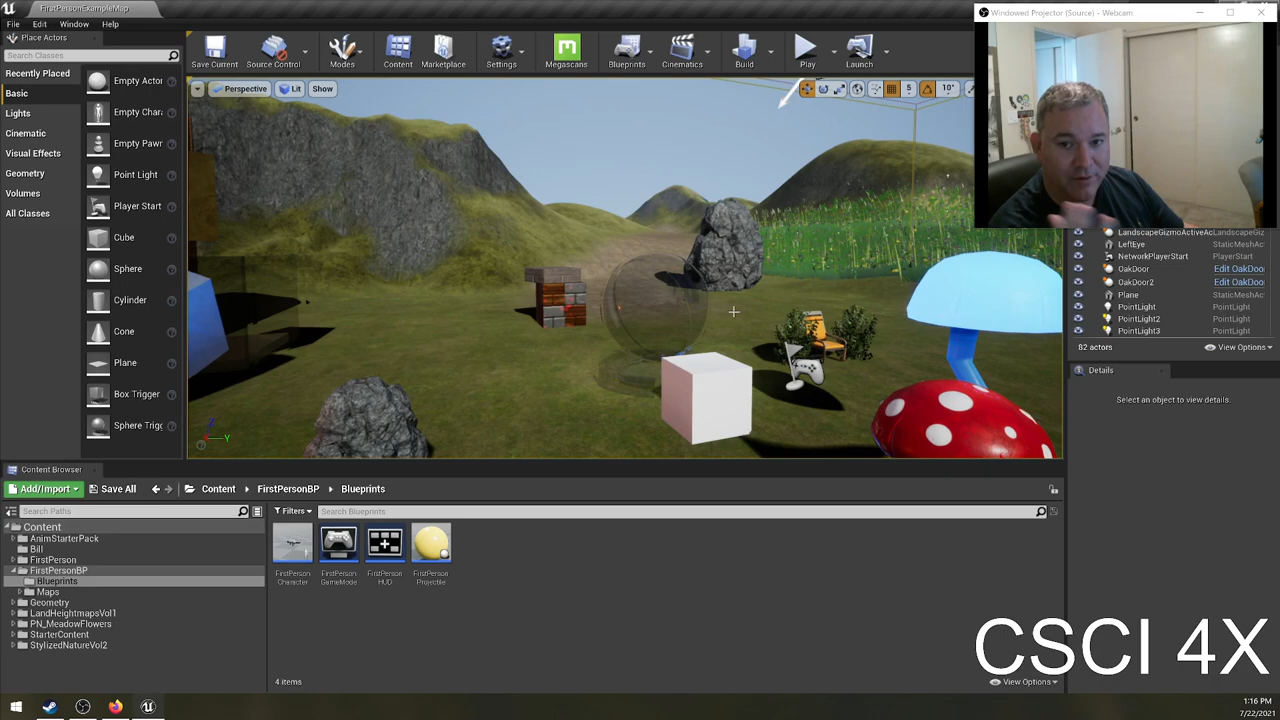 FirstPersonExampleMap
Windowed Projector (Source) - Webcam
File Edit Window Help
Place Actors
Search Classes
Recently Placed
Basic
Lights
Cinematic
Visual Effects
Geometry
Volumes
All Classes
Empty Actor
Empty Chara
Empty Pawn
Point Light
Player Start
Cube
Sphere
Cylinder
Cone
Plane
Box Trigger
Sphere Trigg
Save Current Source Control Modes Content Marketplace Settings Megascans Blueprints Cinematics Build Play Launch
Perspective Lit Show
5 10°
LandscapeGizmoActiveAc LandscapeGiz
LeftEye StaticMeshAc
NetworkPlayerStart PlayerStart
OakDoor Edit OakDoo
OakDoor2 Edit OakDoo
Plane StaticMeshAc
PointLight PointLight
PointLight2 PointLight
PointLight3 PointLight
82 actors View Options
Details
Select an object to view details.
Z
Y
Content Browser
Add/Import Save All Content FirstPersonBP Blueprints
Search Paths
Filters Search Blueprints
Content
AnimStarterPack
Bill
FirstPerson
FirstPersonBP
Blueprints
Maps
Geometry
LandHeightmapsVol1
PN_MeadowFlowers
StarterContent
StylizedNatureVol2
FirstPerson
Character
FirstPerson
GameMode
FirstPerson
HUD
FirstPerson
Projectile
4 items View Options
CSCI 4X
1:16 PM
7/22/2021